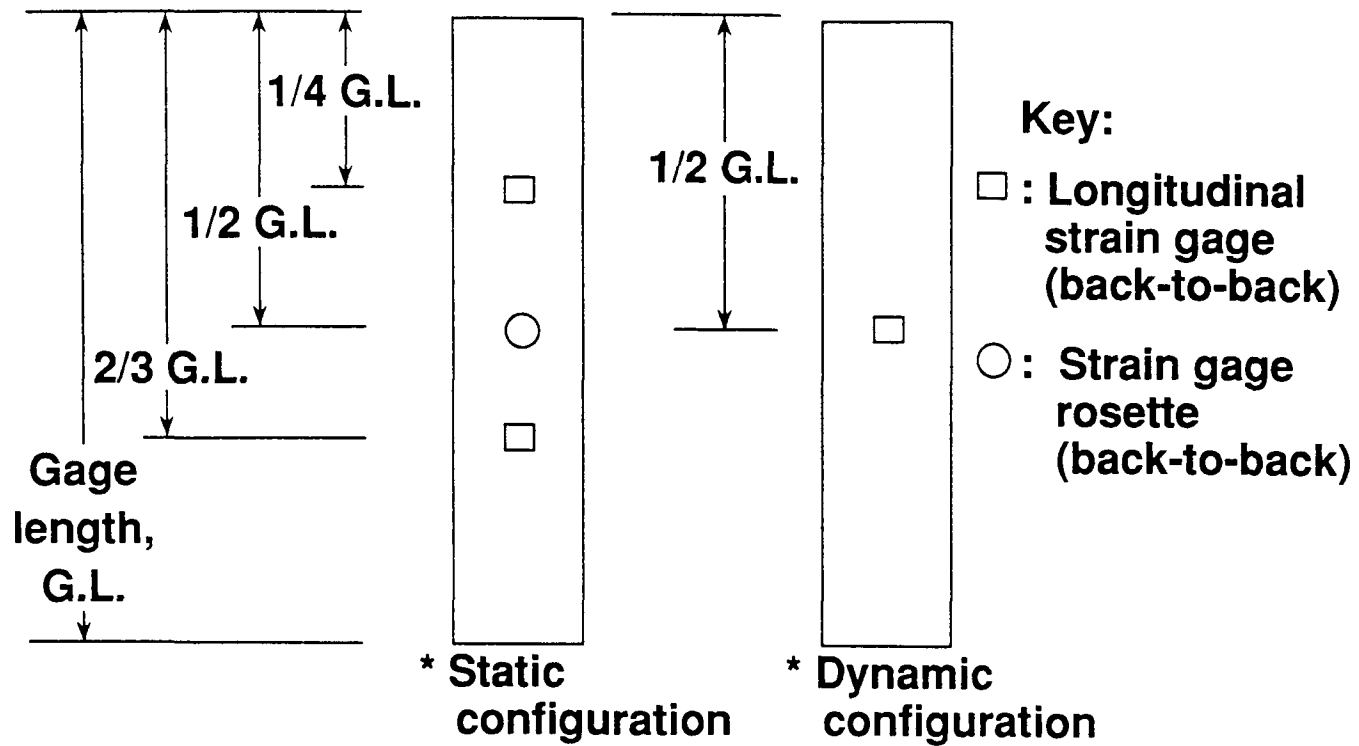 1/4 G.L.
1/2 G.L.
2/3 G.L.
Gage
length,
G.L.
* Static
configuration
1/2 G.L.
* Dynamic
configuration
Key:
□ : Longitudinal
strain gage
(back-to-back)
○ : Strain gage
rosette
(back-to-back)